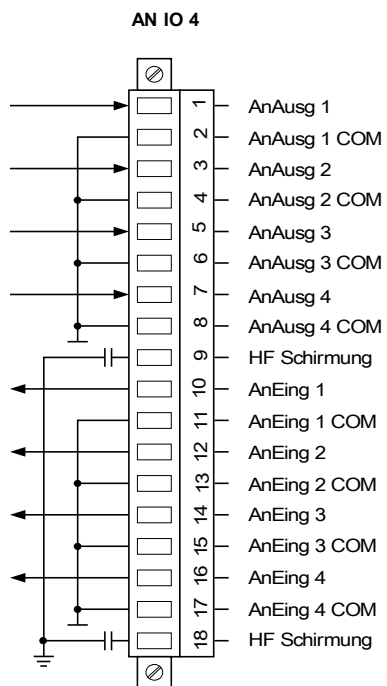 AN IO 4
1 AnAusg 1
2 AnAusg 1 COM
3 AnAusg 2
4 AnAusg 2 COM
5 AnAusg 3
6 AnAusg 3 COM
7 AnAusg 4
8 AnAusg 4 COM
9 HF Schirmung
10 AnEing 1
11 AnEing 1 COM
12 AnEing 2
13 AnEing 2 COM
14 AnEing 3
15 AnEing 3 COM
16 AnEing 4
17 AnEing 4 COM
18 HF Schirmung